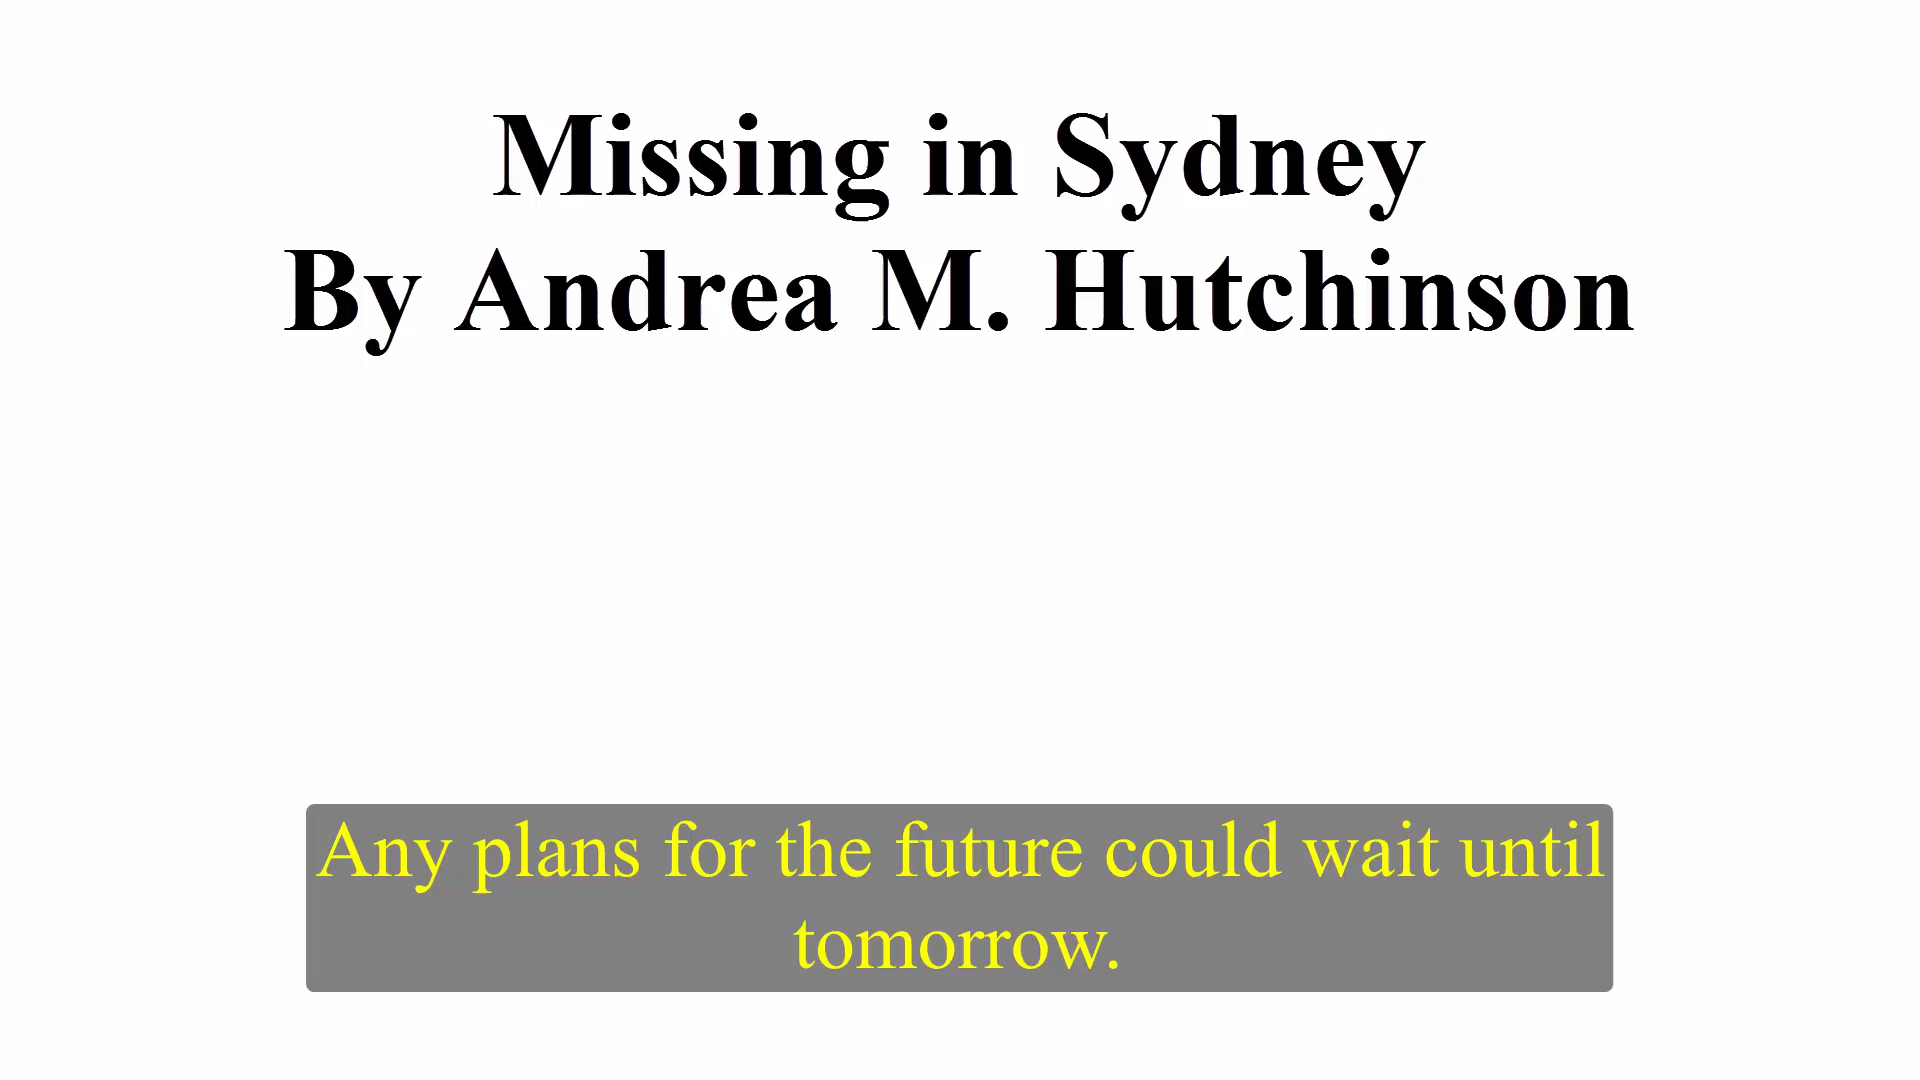 Missing in Sydney
By Andrea M. Hutchinson
Any plans for the future could wait until
tomorrow.